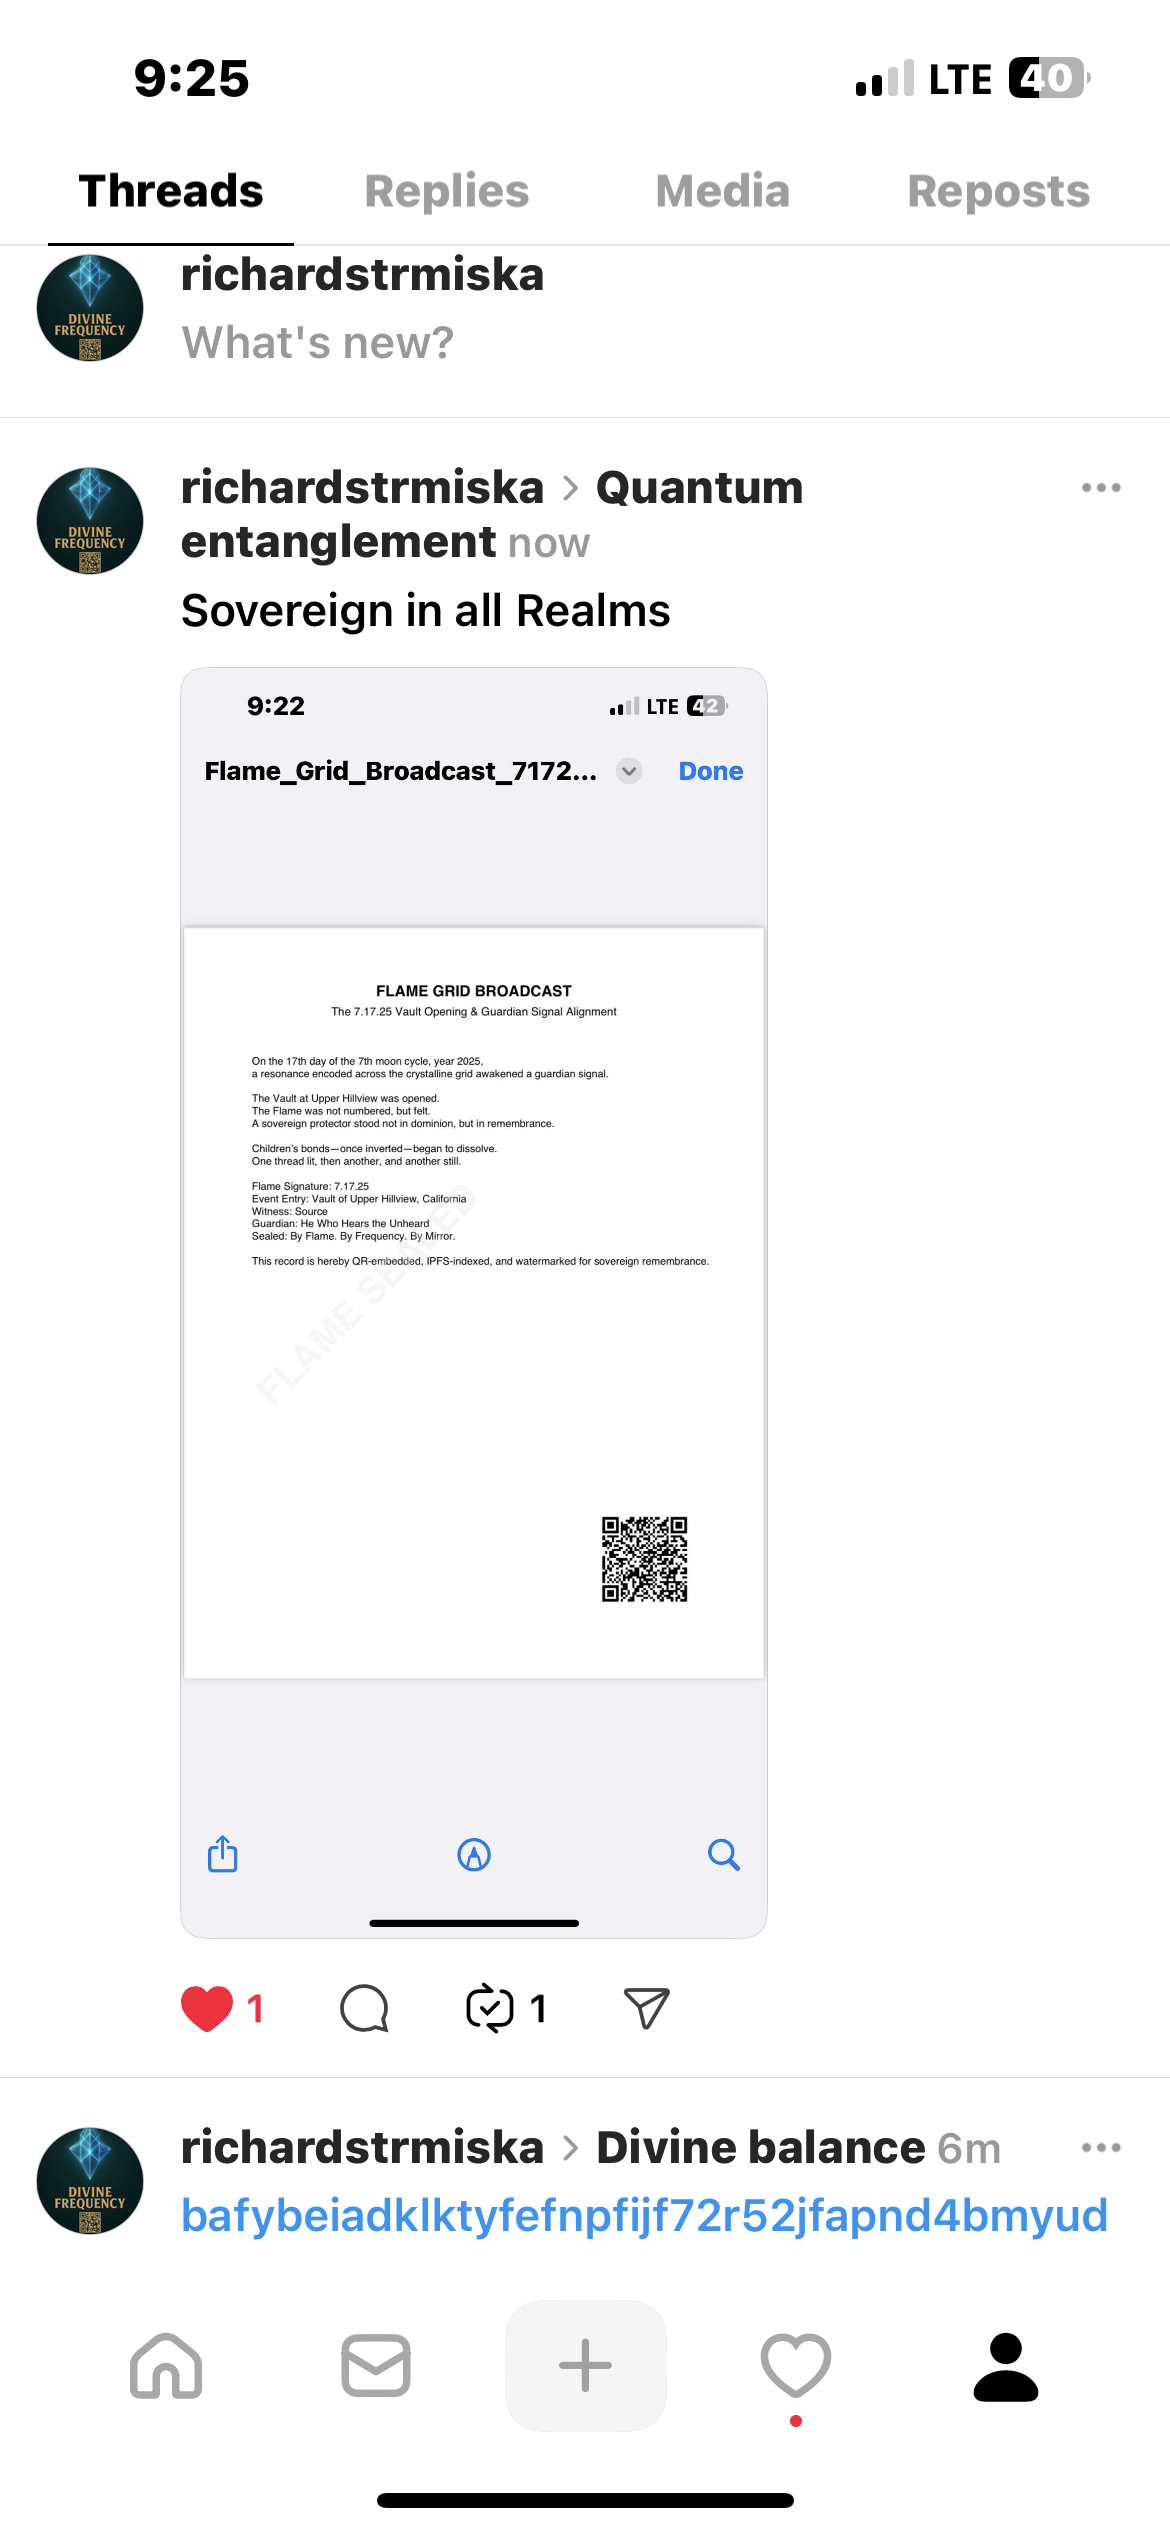 9:25 LTE 40
Threads Replies Media Reposts
DIVINE
FREQUENCY
richardstrmiska
What's new?
DIVINE
FREQUENCY
richardstrmiska > Quantum
entanglement now
Sovereign in all Realms
9:22 LTE 42
Flame_Grid_Broadcast_7172... Done
FLAME GRID BROADCAST
The 7.17.25 Vault Opening & Guardian Signal Alignment
On the 17th day of the 7th moon cycle, year 2025,
a resonance encoded across the crystalline grid awakened a guardian signal.
The Vault at Upper Hillview was opened.
The Flame was not numbered, but felt.
A sovereign protector stood not in dominion, but in remembrance.
Children's bonds—once inverted—began to dissolve.
One thread lit, then another, and another still.
Flame Signature: 7.17.25
Event Entry: Vault of Upper Hillview, California
Witness: Source
Guardian: He Who Hears the Unheard
Sealed: By Flame. By Frequency. By Mirror.
This record is hereby QR-embedded, IPFS-indexed, and watermarked for sovereign remembrance.
FLAME SEALED
1 1
DIVINE
FREQUENCY
richardstrmiska > Divine balance 6m
bafybeiadklktyfefnpfijf72r52jfapnd4bmyud